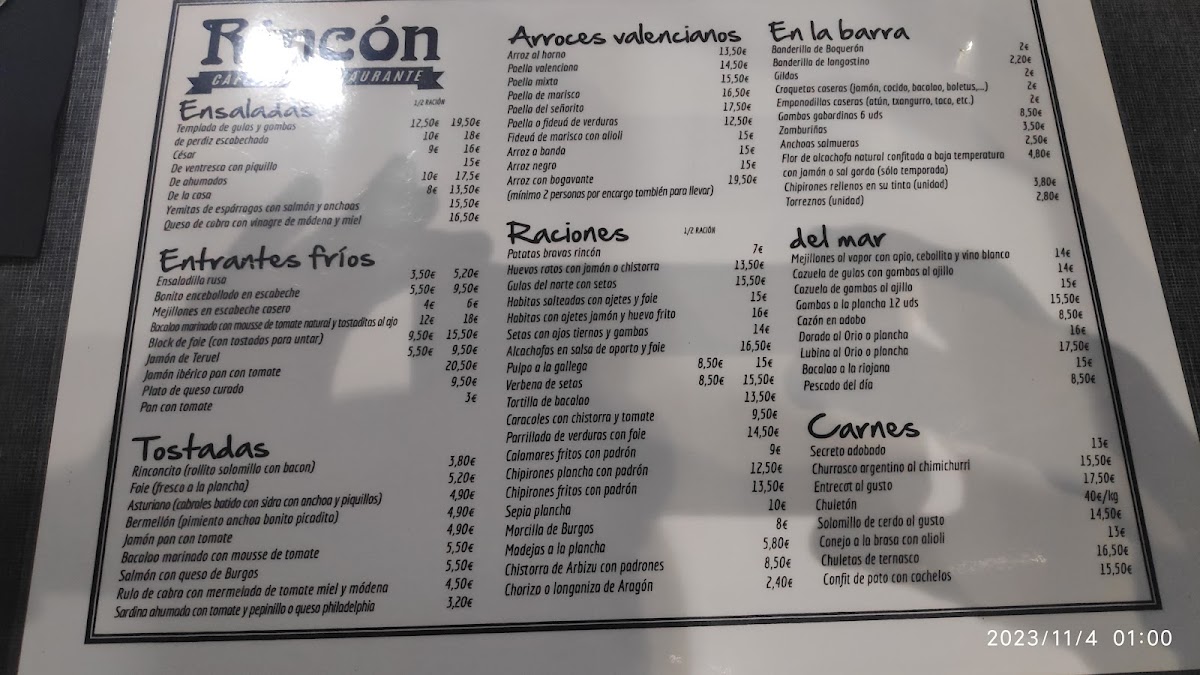 Rincón
Ensaladas 1/2 RACIÓN
Templada de gulas y gambas 12,50€ 19,50€
de perdiz escabechada 10€ 18€
César 9€ 16€
De ventresca con piquillo 15€
De ahumados 10€ 17,5€
De la casa 8€ 13,50€
Yemitas de espárragos con salmón y anchoas 15,50€
Queso de cabra con vinagre de módena y miel 16,50€
Entrantes fríos
Ensaladilla rusa 3,50€ 5,20€
Bonito encebollado en escabeche 5,50€ 9,50€
Mejillones en escabeche casero 4€ 6€
Bacalao marinado con mousse de tomate natural y tostaditas al ajo 12€ 18€
Block de foie (con tostadas para untar) 9,50€ 15,50€
Jamón de Teruel 5,50€ 9,50€
Jamón ibérico pan con tomate 20,50€
Plato de queso curado 9,50€
Pan con tomate 3€
Tostadas
Rinconcito (rollito solomillo con bacon) 3,80€
Foie (fresco a la plancha) 5,20€
Asturiano (cabrales batido con sidra con anchoa y piquillos) 4,90€
Bermellón (pimiento anchoa bonito picadito) 4,90€
Jamón pan con tomate 4,90€
Bacalao marinado con mousse de tomate 5,50€
Salmón con queso de Burgos 5,50€
Rulo de cabra con mermelada de tomate miel y módena 4,50€
Sardina ahumada con tomate y pepinillo o queso philadelphia 3,20€
Arroces valencianos
Arroz al horno 13,50€
Paella valenciana 14,50€
Paella mixta 15,50€
Paella de marisco 16,50€
Paella del señorito 17,50€
Paella o fideuá de verduras 12,50€
Fideuá de marisco con alioli 15€
Arroz a banda 15€
Arroz negro 15€
Arroz con bogavante 19,50€
(mínimo 2 personas por encargo también para llevar)
Raciones 1/2 RACIÓN
Patatas bravas rincón 7€
Huevos rotos con jamón o chistorra 13,50€
Gulas del norte con setas 15,50€
Habitas salteadas con ajetes y foie 15€
Habitas con ajetes jamón y huevo frito 16€
Setas con ajos tiernos y gambas 14€
Alcachofas en salsa de oporto y foie 16,50€
Pulpo a la gallega 8,50€ 15€
Verbena de setas 8,50€ 15,50€
Tortilla de bacalao 13,50€
Caracoles con chistorra y tomate 9,50€
Parrillada de verduras con foie 14,50€
Calamares fritos con padrón 9€
Chipirones plancha con padrón 12,50€
Chipirones fritos con padrón 13,50€
Sepia plancha 10€
Morcilla de Burgos 8€
Madejas a la plancha 5,80€
Chistorra de Arbizu con padrones 8,50€
Chorizo o longaniza de Aragón 2,40€
En la barra
Banderilla de Boquerón 2€
Banderilla de langostino 2,20€
Gildas 2€
Croquetas caseras (jamón, cocido, bacalao, boletus,...) 2€
Empanadillas caseras (atún, txangurro, taco, etc.) 2€
Gambas gabardinas 6 uds 8,50€
Zamburiñas 3,50€
Anchoas salmueras 2,50€
Flor de alcachofa natural confitada a baja temperatura 4,80€
con jamón o sal gorda (sólo temporada)
Chipirones rellenos en su tinta (unidad) 3,80€
Torreznos (unidad) 2,80€
del mar
Mejillones al vapor con apio, cebollita y vino blanco 14€
Cazuela de gulas con gambas al ajillo 14€
Cazuela de gambas al ajillo 15€
Gambas a la plancha 12 uds 15,50€
Cazón en adobo 8,50€
Dorada al Orio o plancha 16€
Lubina al Orio o plancha 17,50€
Bacalao a la riojana 15€
Pescado del día 8,50€
Carnes
Secreto adobado 13€
Churrasco argentino al chimichurri 15,50€
Entrecot al gusto 17,50€
Chuletón 40€/kg
Solomillo de cerdo al gusto 14,50€
Conejo a la brasa con alioli 13€
Chuletas de ternasco 16,50€
Confit de pato con cachelos 15,50€
2023/11/4 01:00